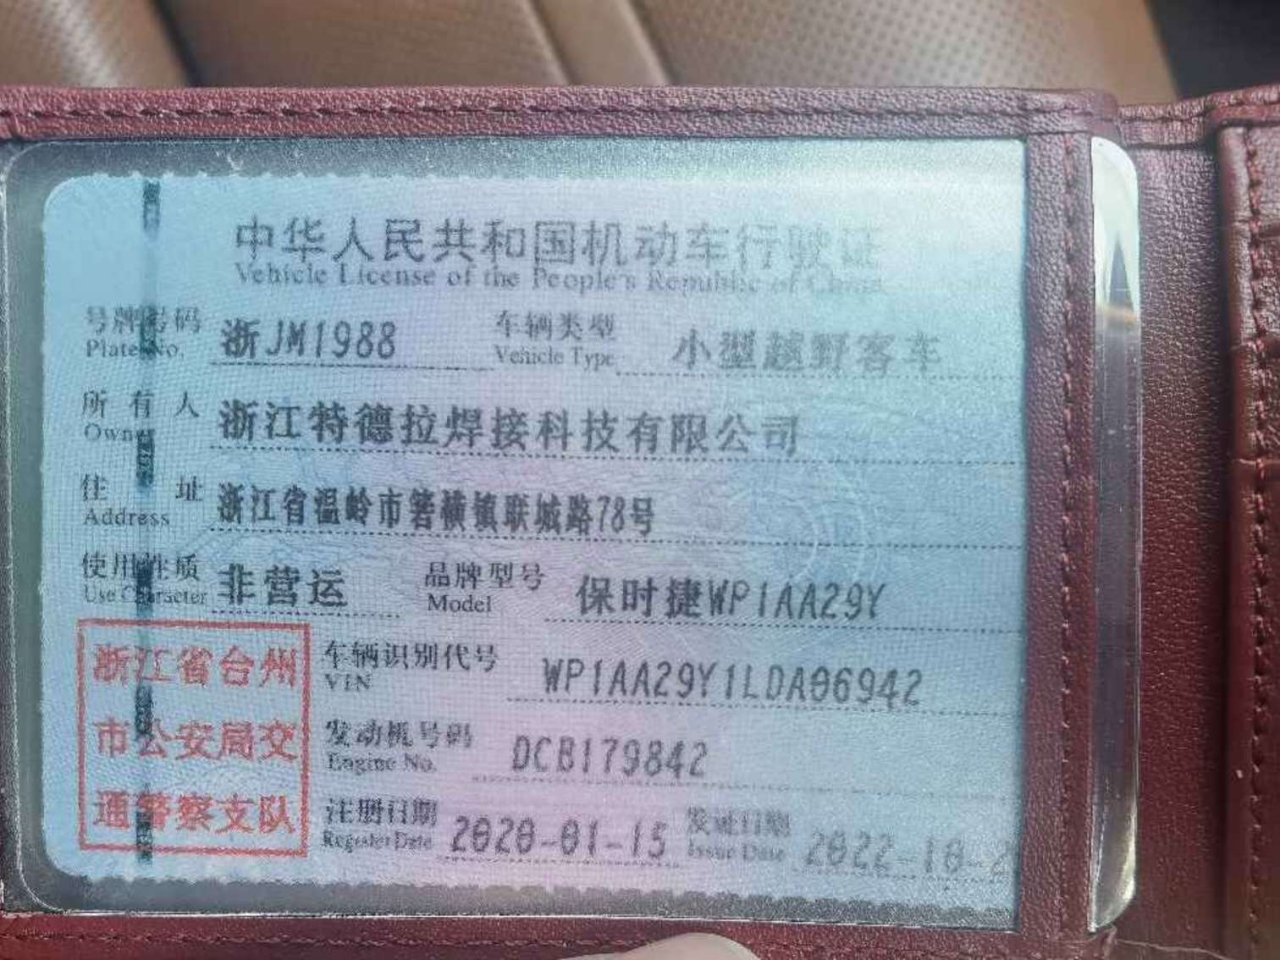 中华人民共和国机动车行驶证
Vehicle License of the People's Republic of China
号牌号码 浙JM1988 车辆类型 小型越野客车
Plate No. Vehicle Type
所有人 浙江特德拉焊接科技有限公司
Owner
住址 浙江省温岭市箬横镇联城路78号
Address
使用性质 非营运 品牌型号 保时捷WP1AA29Y
Use Character Model
浙江省台州
市公安局交
通警察支队
车辆识别代号 WP1AA29Y1LDA06942
VIN
发动机号码 DCB179842
Engine No.
注册日期 2020-01-15 发证日期 2022-10-2
Register Date Issue Date